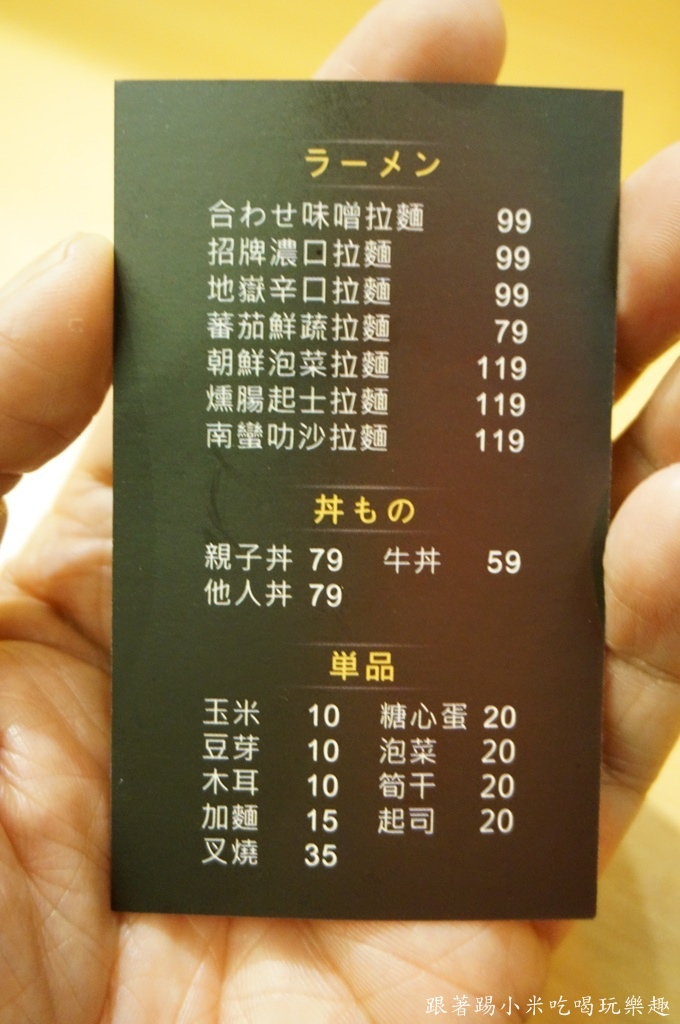 ラーメン
合わせ味噌拉麵 99
招牌濃口拉麵 99
地嶽辛口拉麵 99
蕃茄鮮蔬拉麵 79
朝鮮泡菜拉麵 119
燻腸起士拉麵 119
南蠻叻沙拉麵 119
丼もの
親子丼 79 牛丼 59
他人丼 79
単品
玉米 10 糖心蛋 20
豆芽 10 泡菜 20
木耳 10 筍干 20
加麵 15 起司 20
叉燒 35
跟著踢小米吃喝玩樂趣